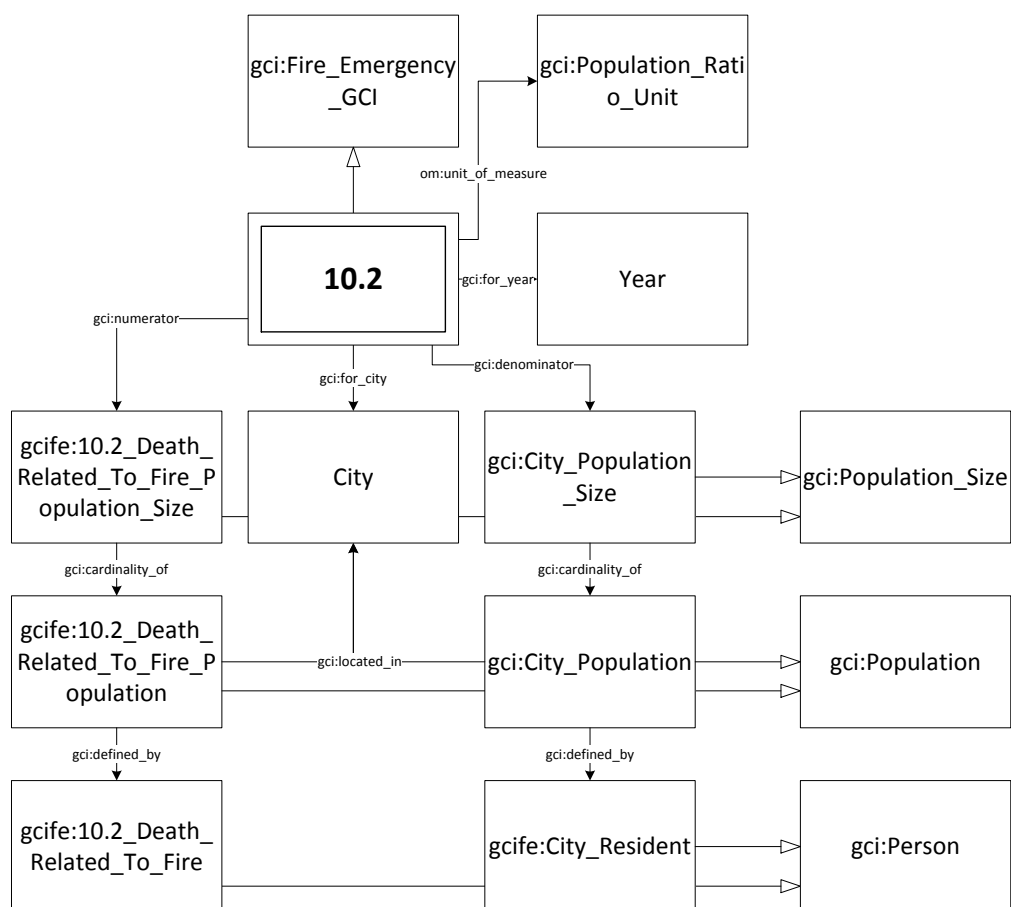 gci:Fire_Emergency
_GCI
gci:Population_Rati
o_Unit
om:unit_of_measure
10.2
gci:for_year
Year
gci:numerator
gci:for_city
gci:denominator
gcife:10.2_Death_
Related_To_Fire_P
opulation_Size
City
gci:City_Population
_Size
gci:Population_Size
gci:cardinality_of
gci:cardinality_of
gcife:10.2_Death_
Related_To_Fire_P
opulation
gci:located_in
gci:City_Population
gci:Population
gci:defined_by
gci:defined_by
gcife:10.2_Death_
Related_To_Fire
gcife:City_Resident
gci:Person